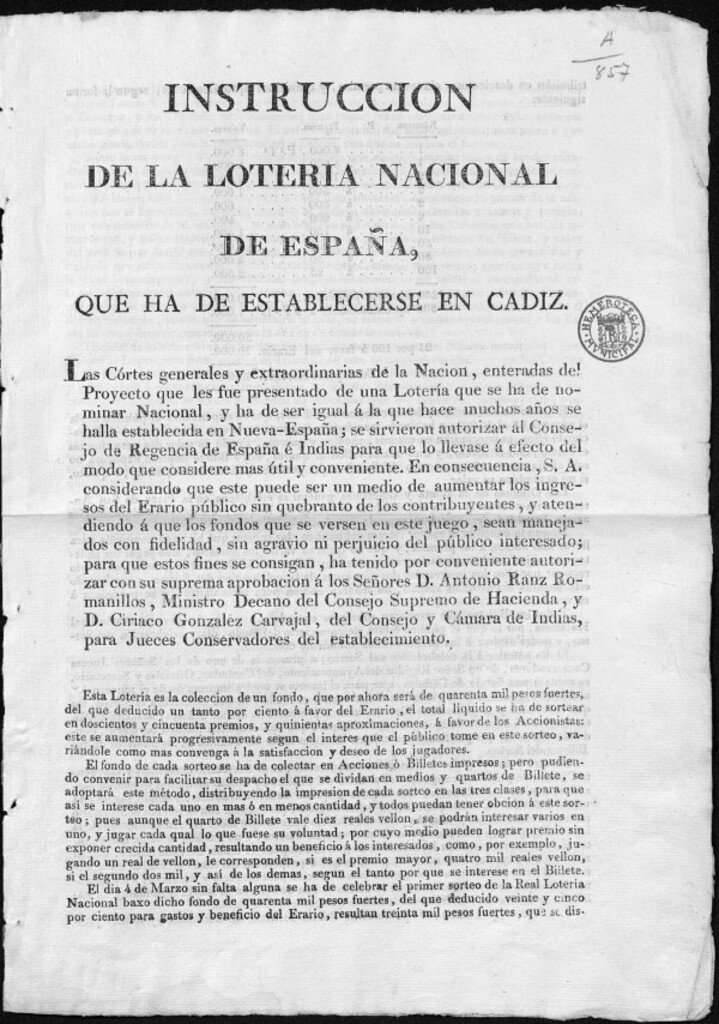 A
857
INSTRUCCION
DE LA LOTERIA NACIONAL
DE ESPAÑA,
QUE HA DE ESTABLECERSE EN CADIZ.
HEMEROTECA MUNICIPAL
Las Córtes generales y extraordinarias de la Nacion, enteradas del
Proyecto que les fue presentado de una Lotería que se ha de no-
minar Nacional, y ha de ser igual á la que hace muchos años se
halla establecida en Nueva-España; se sirvieron autorizar al Conse-
jo de Regencia de España é Indias para que lo llevase á efecto del
modo que considere mas útil y conveniente. En consecuencia, S. A.
considerando que este puede ser un medio de aumentar los ingre-
sos del Erario público sin quebranto de los contribuyentes, y aten-
diendo á que los fondos que se versen en este juego, sean maneja-
dos con fidelidad, sin agravio ni perjuicio del público interesado;
para que estos fines se consigan, ha tenido por conveniente autori-
zar con su suprema aprobacion á los Señores D. Antonio Ranz Ro-
manillos, Ministro Decano del Consejo Supremo de Hacienda, y
D. Ciriaco Gonzalez Carvajal, del Consejo y Cámara de Indias,
para Jueces Conservadores del establecimiento.
Esta Lotería es la coleccion de un fondo, que por ahora será de quarenta mil pesos fuertes,
del que deducido un tanto por ciento á favor del Erario, el total líquido se ha de sortear
en doscientos y cincuenta premios, y quinientas aproximaciones, á favor de los Accionistas:
este se aumentará progresivamente segun el interes que el público tome en este sorteo, va-
riándole como mas convenga á la satisfaccion y deseo de los jugadores.
El fondo de cada sorteo se ha de colectar en Acciones ó Billetes impresos; pero pudien-
do convenir para facilitar su despacho el que se dividan en medios y quartos de Billete, se
adoptará este método, distribuyendo la impresion de cada sorteo en las tres clases, para que
así se interese cada uno en mas ó en menos cantidad, y todos puedan tener obcion á este sor-
teo; pues aunque el quarto de Billete vale diez reales vellon, se podrán interesar varios en
uno, y jugar cada qual lo que fuese su voluntad; por cuyo medio pueden lograr premio sin
exponer crecida cantidad, resultando un beneficio á los interesados, como, por exemplo, ju-
gando un real de vellon, le corresponden, si es el premio mayor, quatro mil reales vellon,
si el segundo dos mil, y así de los demas, segun el tanto por que se interese en el Billete.
El dia 4 de Marzo sin falta alguna se ha de celebrar el primer sorteo de la Real Lotería
Nacional baxo dicho fondo de quarenta mil pesos fuertes, del que deducido veinte y cinco
por ciento para gastos y beneficio del Erario, resultan treinta mil pesos fuertes, que se dis-